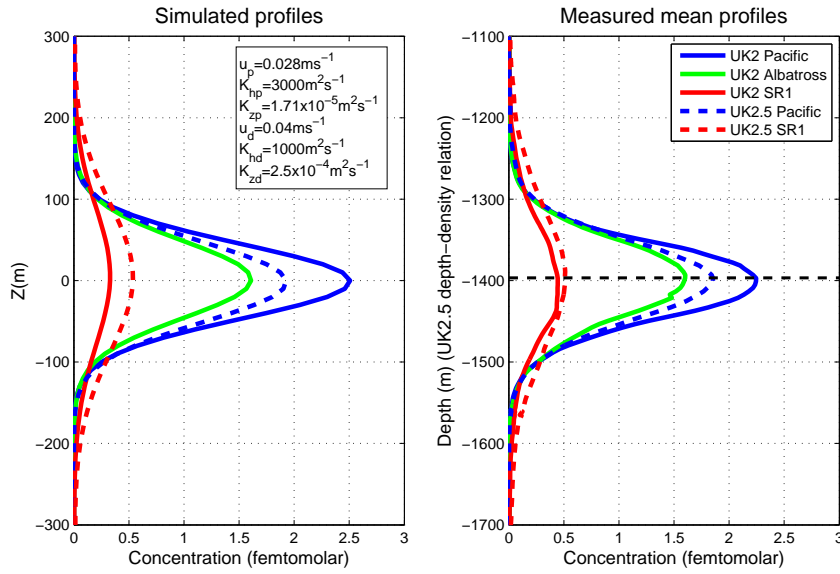 Simulated profiles
300
200
100
0
−100
−200
−300
Z(m)
u_p=0.028ms^−1
K_hp=3000m^2s^−1
K_zp=1.71x10^−5m^2s^−1
u_d=0.04ms^−1
K_hd=1000m^2s^−1
K_zd=2.5x10^−4m^2s^−1
0 0.5 1 1.5 2 2.5 3
Concentration (femtomolar)
Measured mean profiles
−1100
−1200
−1300
−1400
−1500
−1600
−1700
Depth (m) (UK2.5 depth−density relation)
UK2 Pacific
UK2 Albatross
UK2 SR1
UK2.5 Pacific
UK2.5 SR1
0 0.5 1 1.5 2 2.5 3
Concentration (femtomolar)